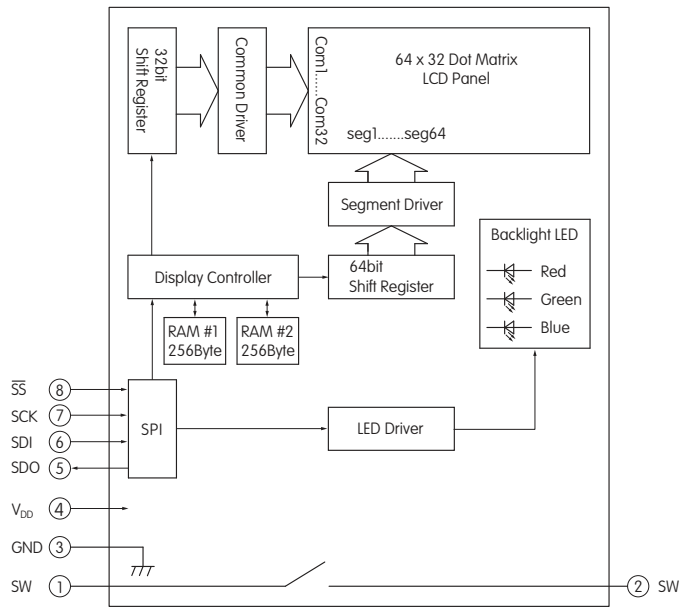 32bit
Shift Register
Common Driver
Com1......Com32
64 x 32 Dot Matrix
LCD Panel
seg1.......seg64
Segment Driver
Backlight LED
Red
Green
Blue
Display Controller
64bit
Shift Register
RAM #1
256Byte
RAM #2
256Byte
SS 8
SCK 7
SDI 6
SDO 5
SPI
LED Driver
VDD 4
GND 3
SW 1
2 SW